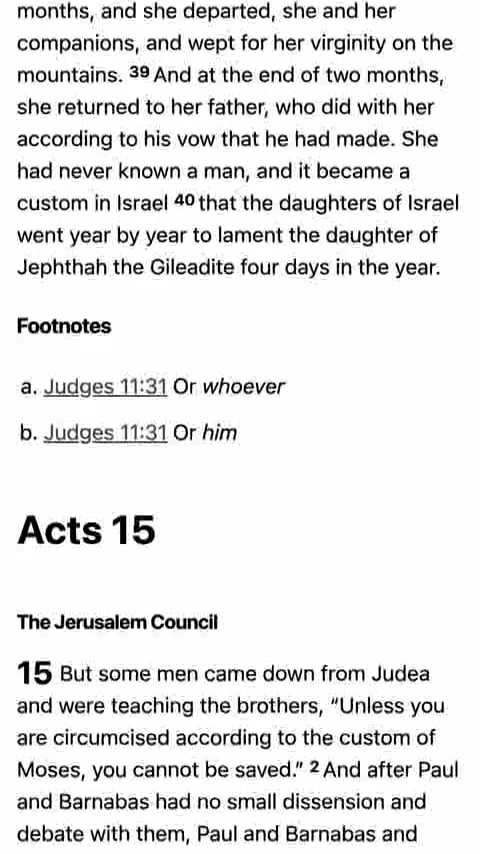 months, and she departed, she and her
companions, and wept for her virginity on the
mountains. 39 And at the end of two months,
she returned to her father, who did with her
according to his vow that he had made. She
had never known a man, and it became a
custom in Israel 40 that the daughters of Israel
went year by year to lament the daughter of
Jephthah the Gileadite four days in the year.
Footnotes
a. Judges 11:31 Or whoever
b. Judges 11:31 Or him
Acts 15
The Jerusalem Council
15 But some men came down from Judea
and were teaching the brothers, “Unless you
are circumcised according to the custom of
Moses, you cannot be saved.” 2 And after Paul
and Barnabas had no small dissension and
debate with them, Paul and Barnabas and